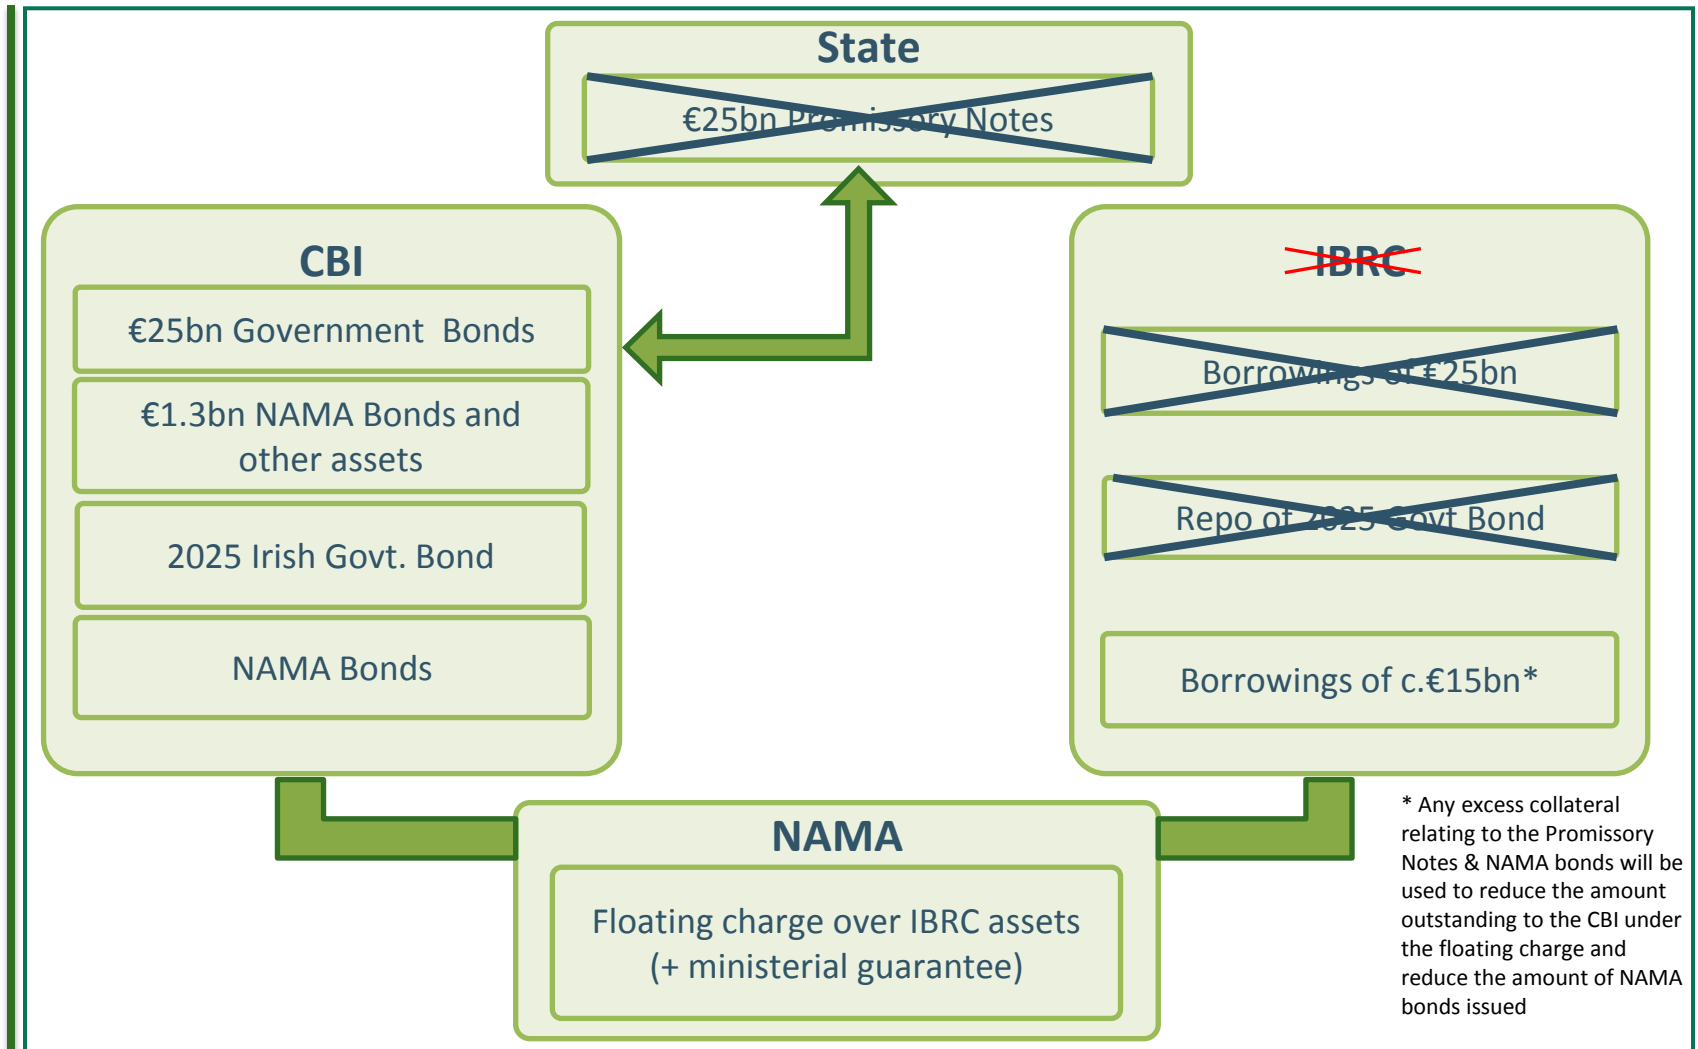 State
€25bn Promissory Notes
CBI
€25bn Government Bonds
€1.3bn NAMA Bonds and
other assets
2025 Irish Govt. Bond
NAMA Bonds
IBRC
Borrowings of €25bn
Repo of 2025 Govt Bond
Borrowings of c.€15bn*
NAMA
Floating charge over IBRC assets
(+ ministerial guarantee)
* Any excess collateral
relating to the Promissory
Notes & NAMA bonds will be
used to reduce the amount
outstanding to the CBI under
the floating charge and
reduce the amount of NAMA
bonds issued